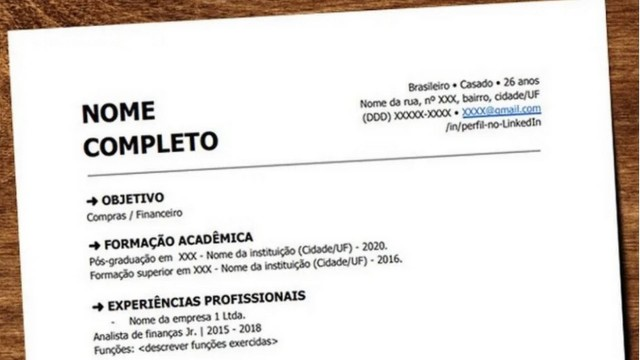 NOME
COMPLETO
Brasileiro • Casado • 26 anos
Nome da rua, nº XXX, bairro, cidade/UF
(DDD) XXXXX-XXXX • XXXX@gmail.com
/in/perfil-no-LinkedIn
➔ OBJETIVO
Compras / Financeiro
➔ FORMAÇÃO ACADÊMICA
Pós-graduação em XXX - Nome da instituição (Cidade/UF) - 2020.
Formação superior em XXX - Nome da instituição (Cidade/UF) - 2016.
➔ EXPERIÊNCIAS PROFISSIONAIS
- Nome da empresa 1 Ltda.
Analista de finanças Jr. | 2015 - 2018
Funções: <descrever funções exercidas>